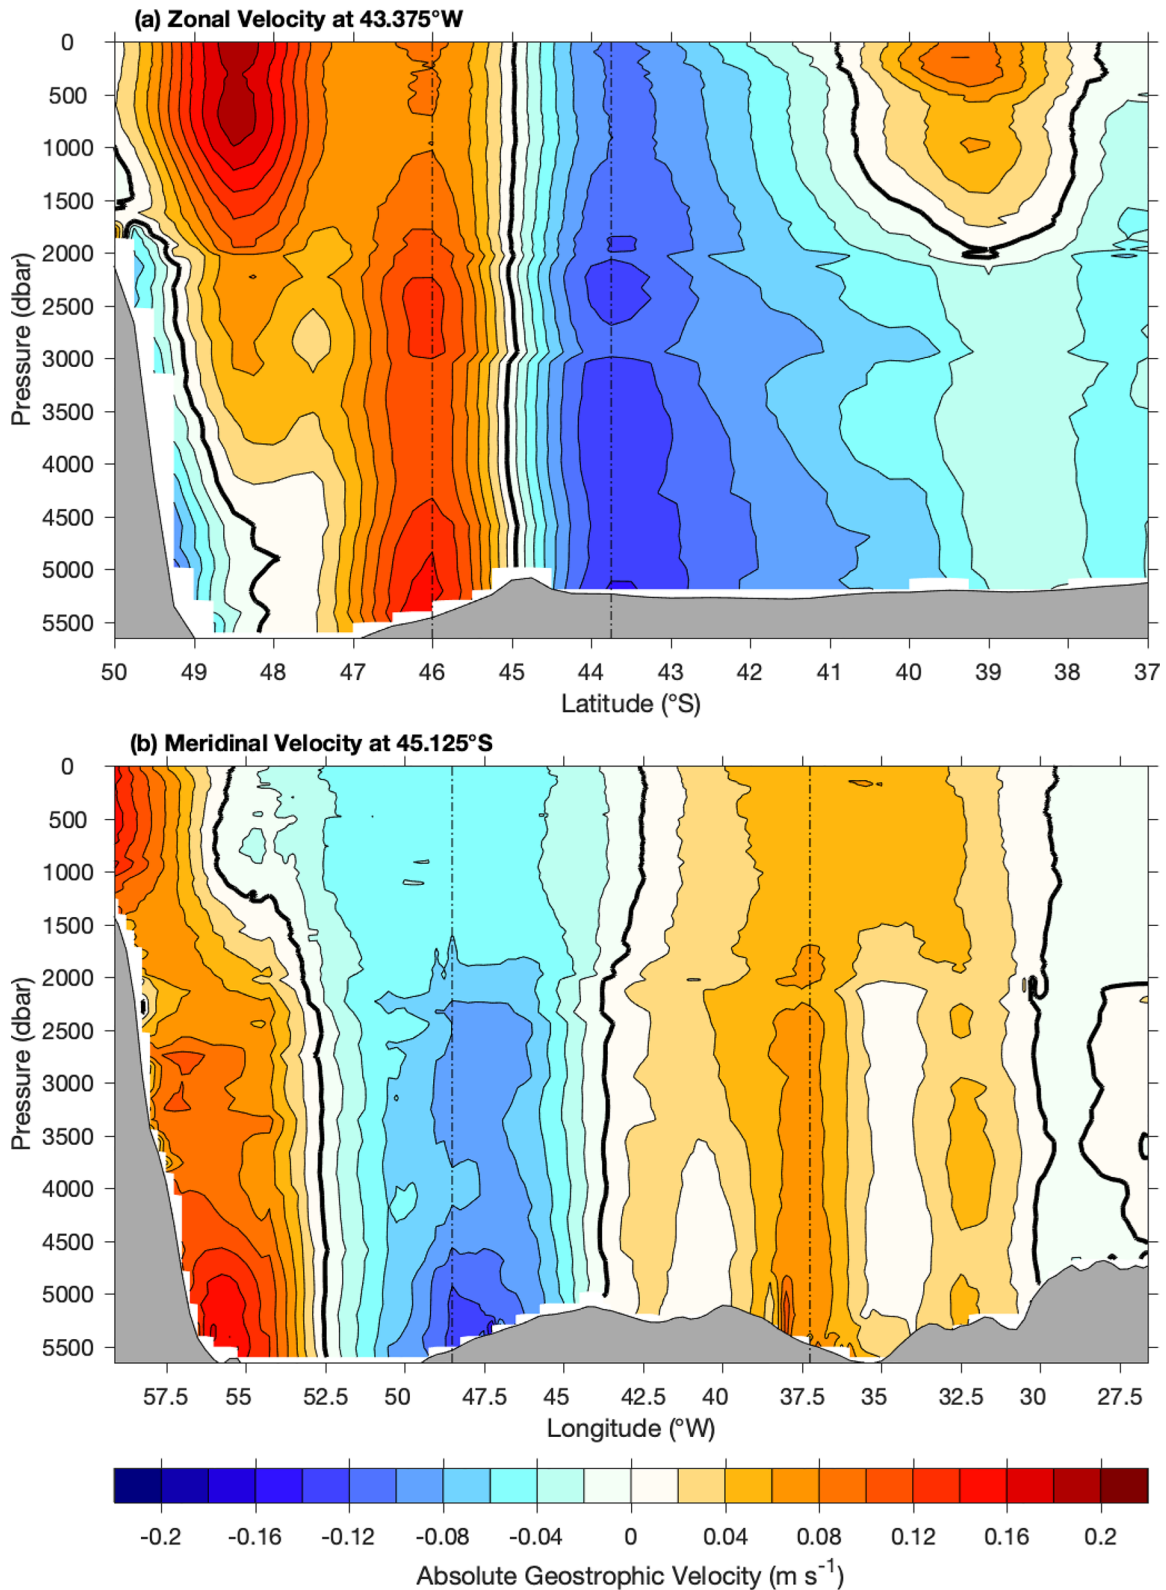 (a) Zonal Velocity at 43.375°W
0
500
1000
1500
2000
2500
3000
3500
4000
4500
5000
5500
Pressure (dbar)
50 49 48 47 46 45 44 43 42 41 40 39 38 37
Latitude (°S)
(b) Meridinal Velocity at 45.125°S
0
500
1000
1500
2000
2500
3000
3500
4000
4500
5000
5500
Pressure (dbar)
57.5 55 52.5 50 47.5 45 42.5 40 37.5 35 32.5 30 27.5
Longitude (°W)
-0.2 -0.16 -0.12 -0.08 -0.04 0 0.04 0.08 0.12 0.16 0.2
Absolute Geostrophic Velocity (m s⁻¹)